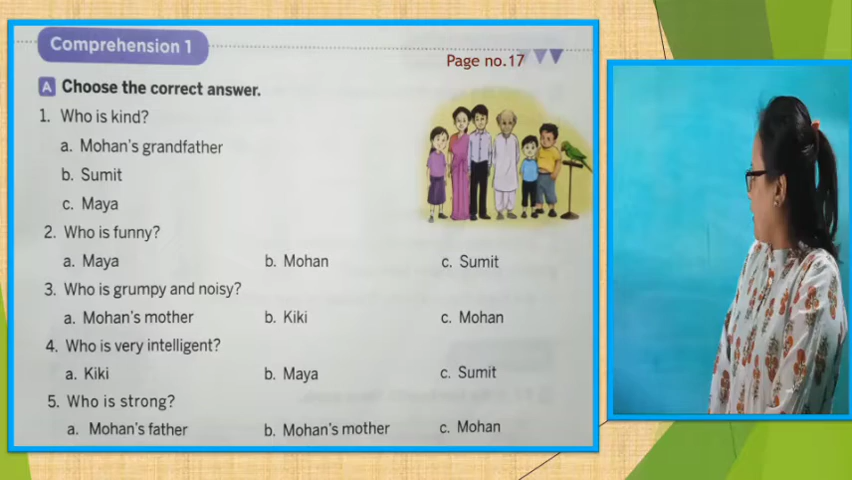 Comprehension 1
Page no.17
A Choose the correct answer.
1. Who is kind?
a. Mohan's grandfather
b. Sumit
c. Maya
2. Who is funny?
a. Maya b. Mohan c. Sumit
3. Who is grumpy and noisy?
a. Mohan's mother b. Kiki c. Mohan
4. Who is very intelligent?
a. Kiki b. Maya c. Sumit
5. Who is strong?
a. Mohan's father b. Mohan's mother c. Mohan